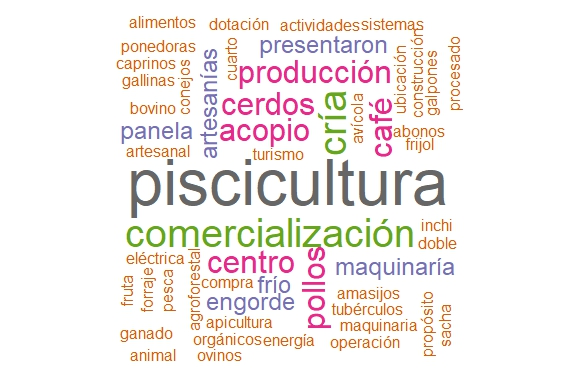 alimentos
dotación
actividades
sistemas
ponedoras
presentaron
cuarto
caprinos
gallinas
conejos
artesanías
producción
ubicación
construcción
galpones
procesado
bovino
cerdos
cría
avícola
café
panela
acopio
abonos
artesanal
turismo
frijol
piscicultura
comercialización
inchi
doble
eléctrica
centro
pollos
maquinaría
fruta
forraje
pesca
agroforestal
compra
frío
engorde
amasijos
tubérculos
apicultura
maquinaria
ganado
orgánicos
energía
operación
propósito
sacha
animal
ovinos